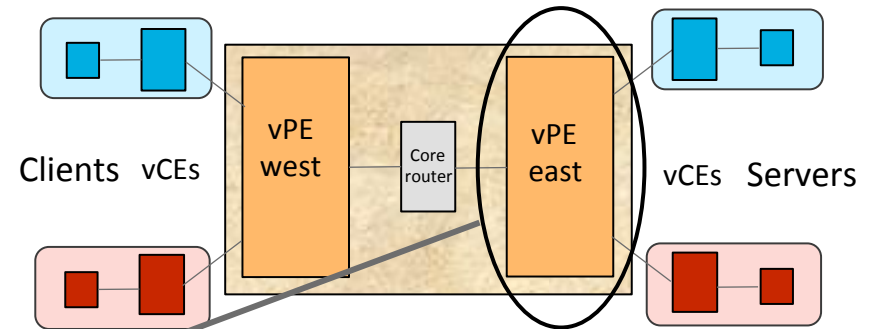 vPE
west
Core
router
vPE
east
Clients
vCEs
vCEs
Servers